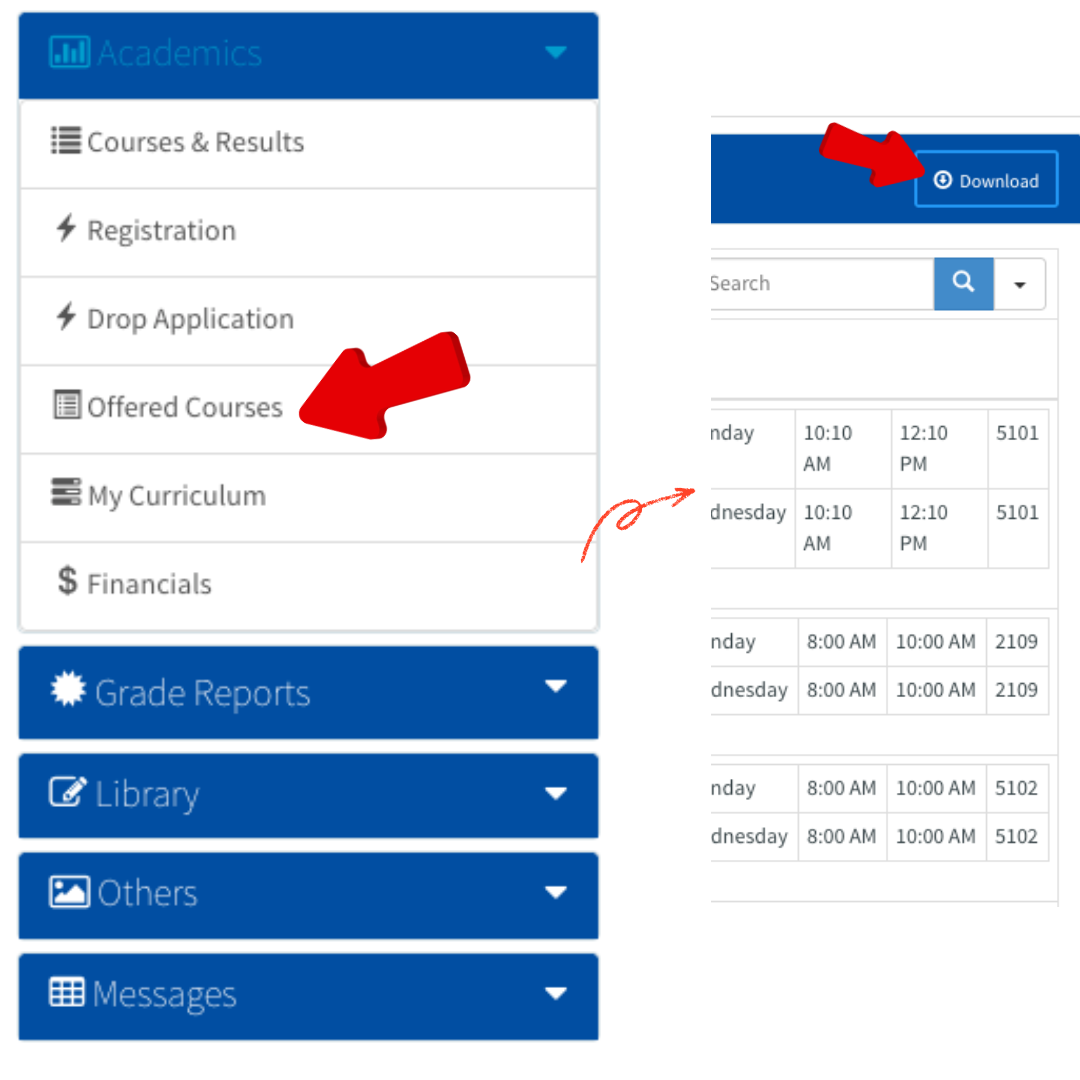 Academics
Courses & Results
Registration
Drop Application
Offered Courses
My Curriculum
$ Financials
Grade Reports
Library
Others
Messages
Download
Search
nday 10:10 AM 12:10 PM 5101
dnesday 10:10 AM 12:10 PM 5101
nday 8:00 AM 10:00 AM 2109
dnesday 8:00 AM 10:00 AM 2109
nday 8:00 AM 10:00 AM 5102
dnesday 8:00 AM 10:00 AM 5102